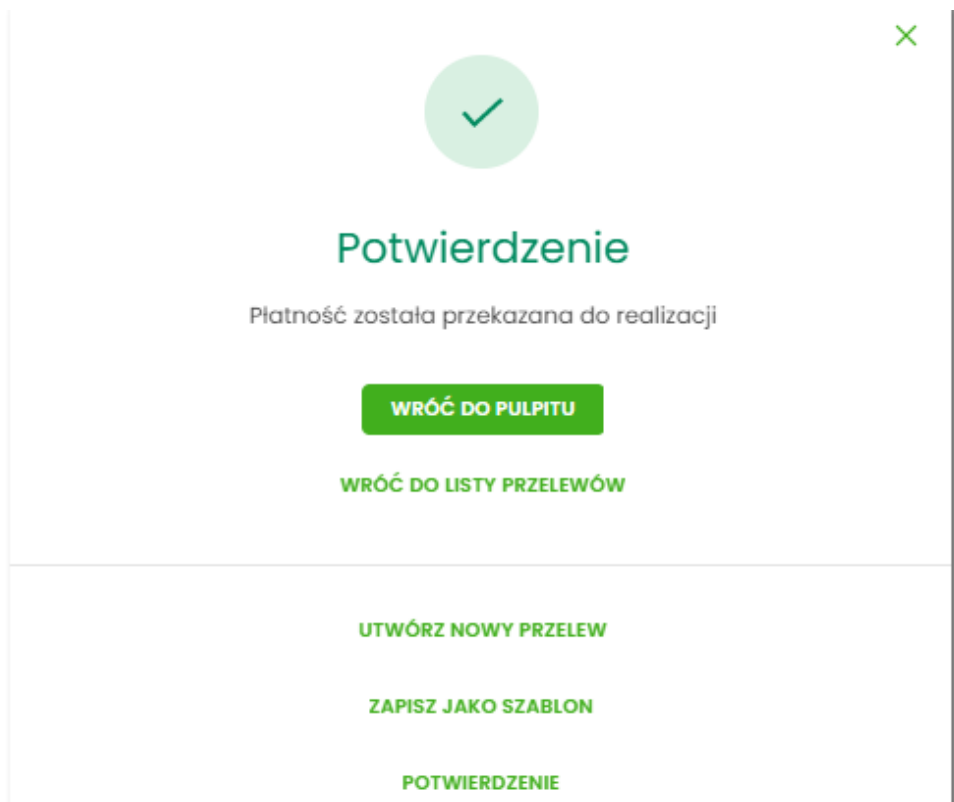 Potwierdzenie
Płatność została przekazana do realizacji
WRÓĆ DO PULPITU
WRÓĆ DO LISTY PRZELEWÓW
UTWÓRZ NOWY PRZELEW
ZAPISZ JAKO SZABLON
POTWIERDZENIE